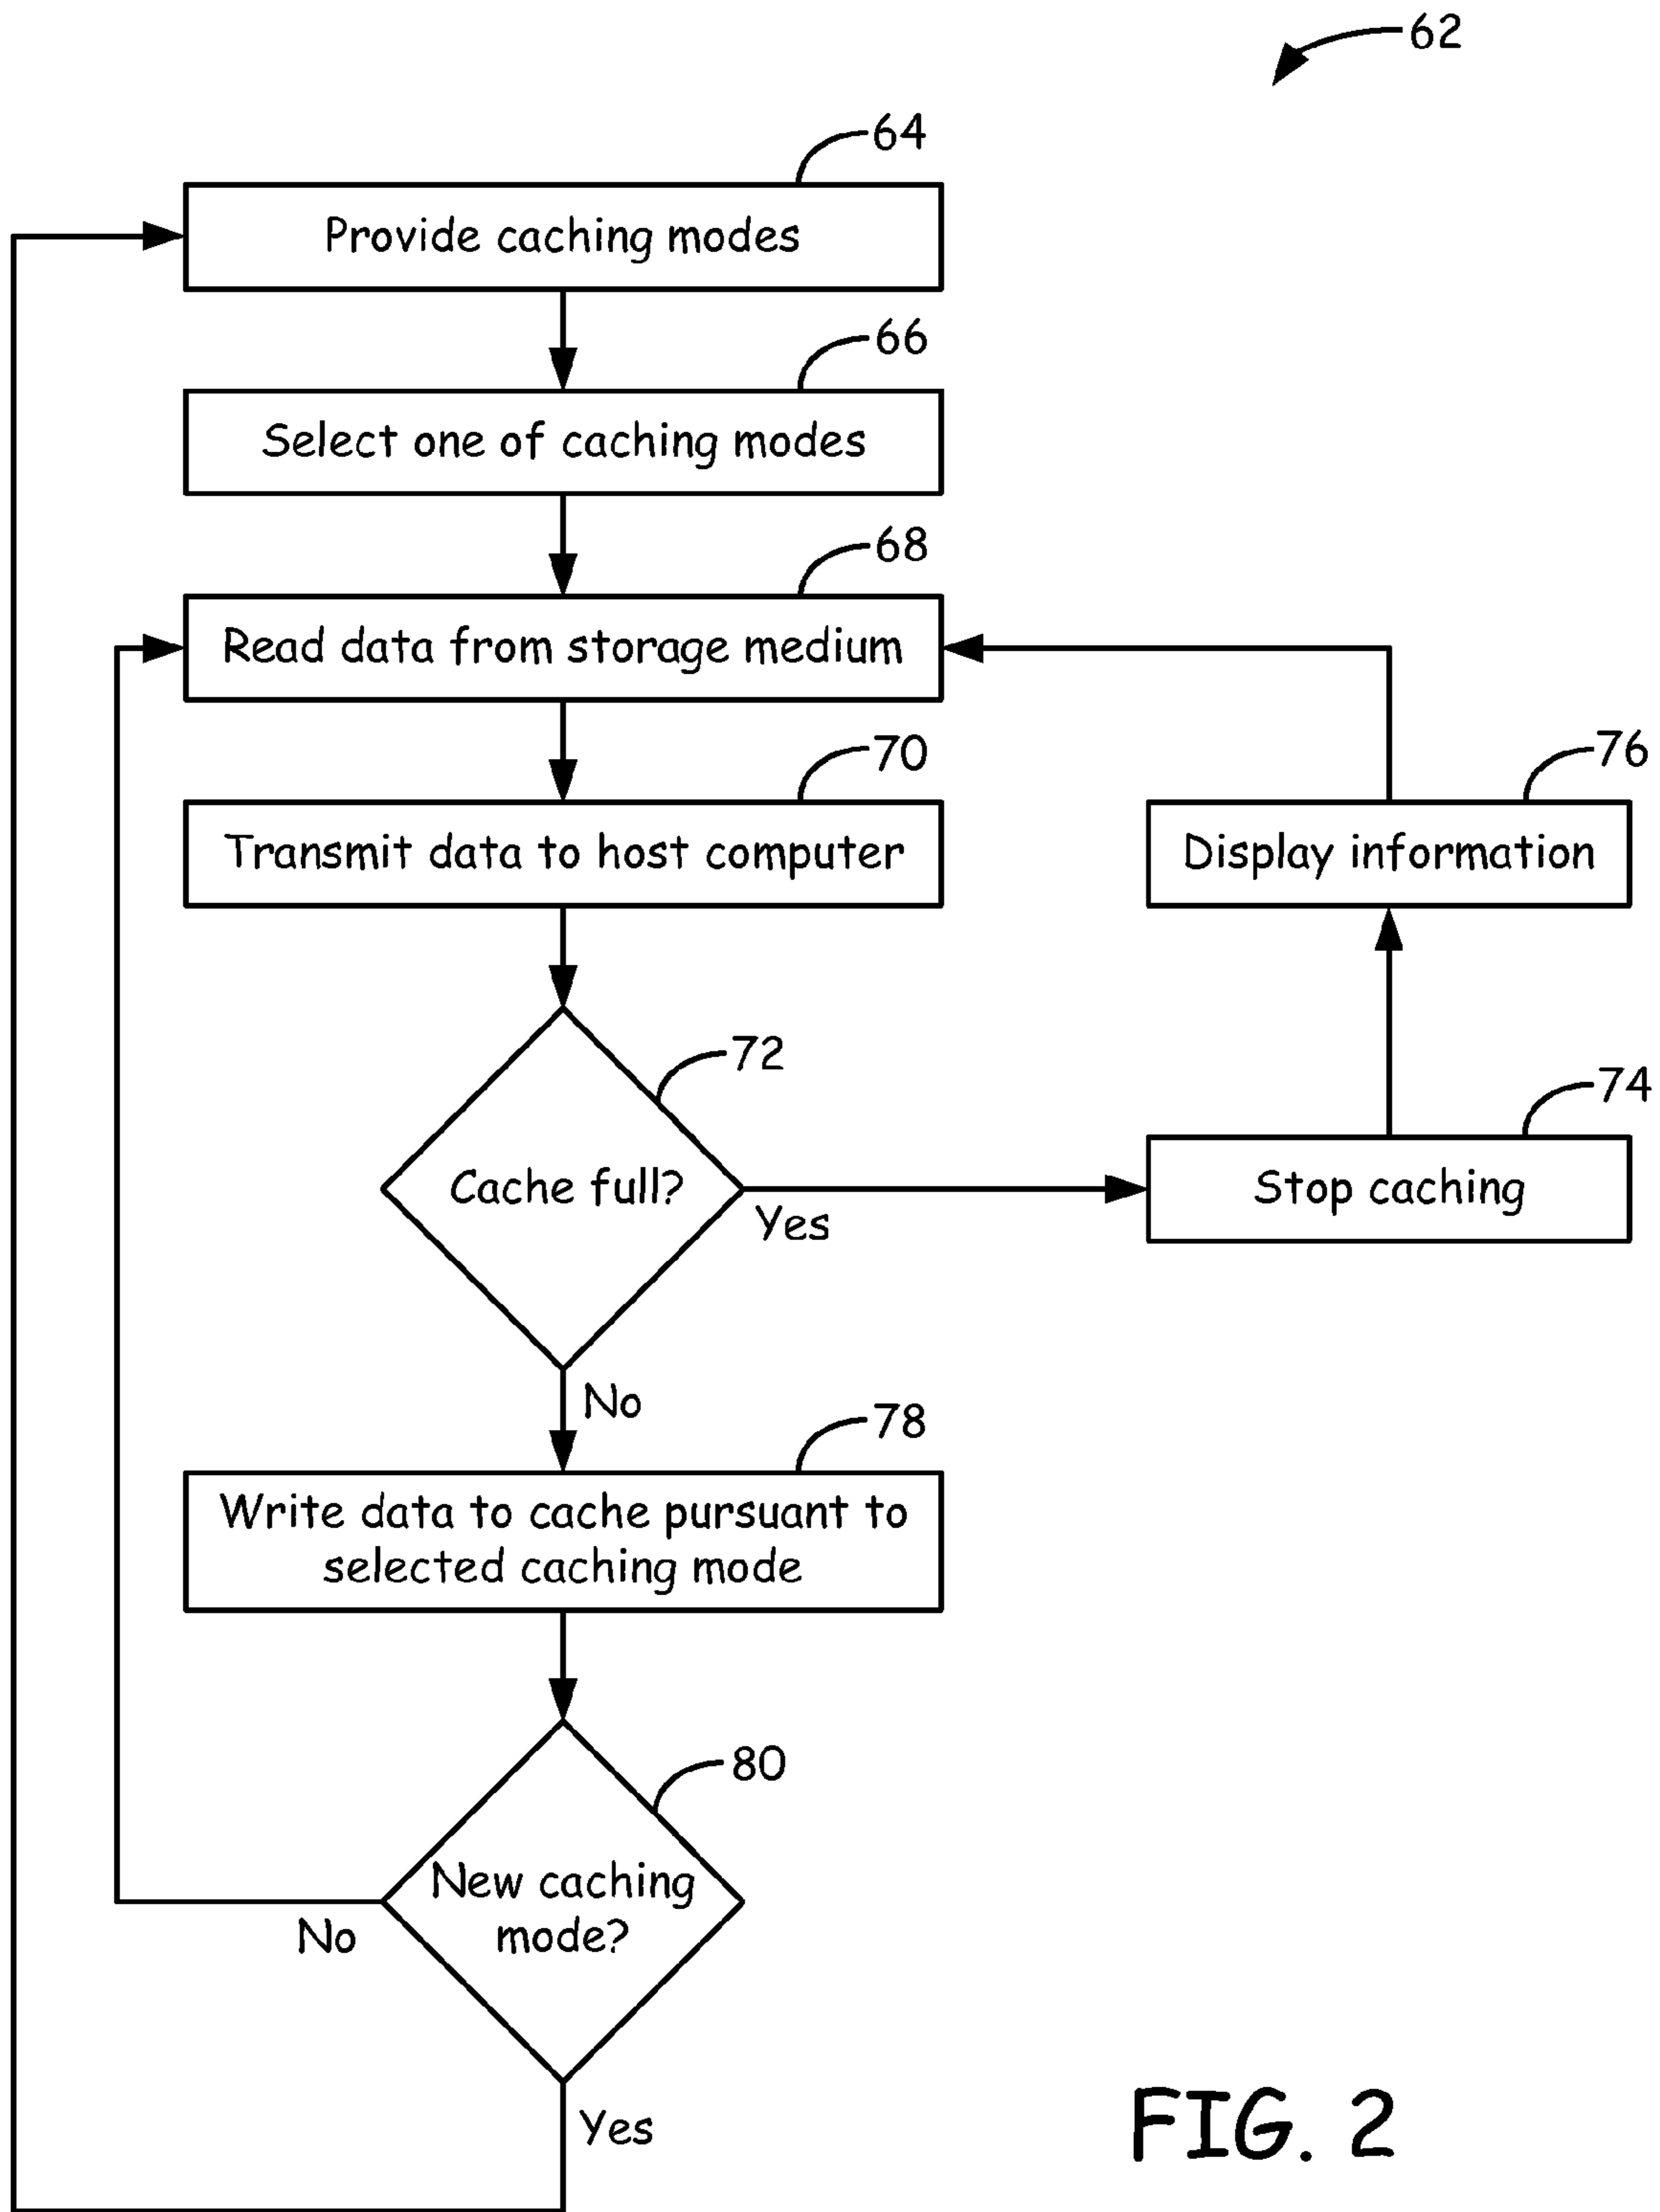 62
64
Provide caching modes
66
Select one of caching modes
68
Read data from storage medium
70
76
Transmit data to host computer
Display information
72
74
Cache full?
Stop caching
Yes
No
78
Write data to cache pursuant to
selected caching mode
80
New caching
mode?
No
Yes
FIG. 2